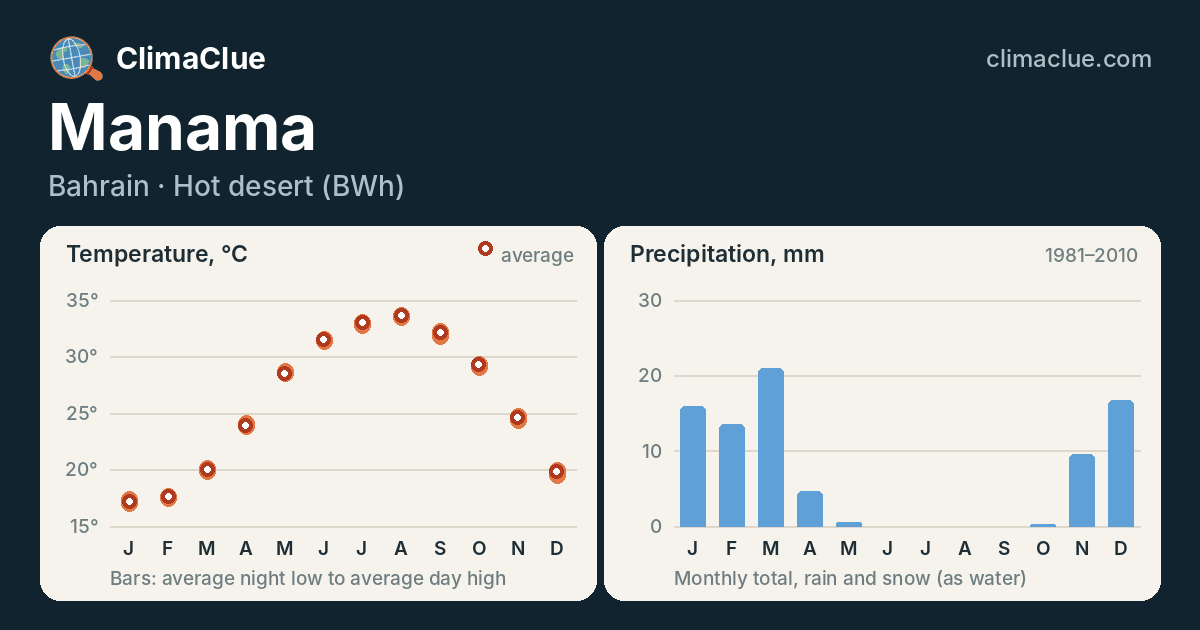 ClimaClue
climaclue.com
Manama
Bahrain · Hot desert (BWh)
Temperature, °C
average
35°
30°
25°
20°
15°
J F M A M J J A S O N D
Bars: average night low to average day high
Precipitation, mm
1981–2010
30
20
10
0
J F M A M J J A S O N D
Monthly total, rain and snow (as water)